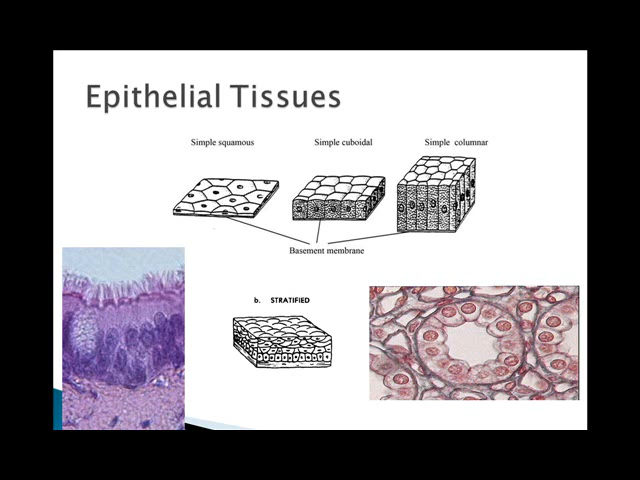 Epithelial Tissues
Simple squamous
Simple cuboidal
Simple columnar
Basement membrane
b. STRATIFIED